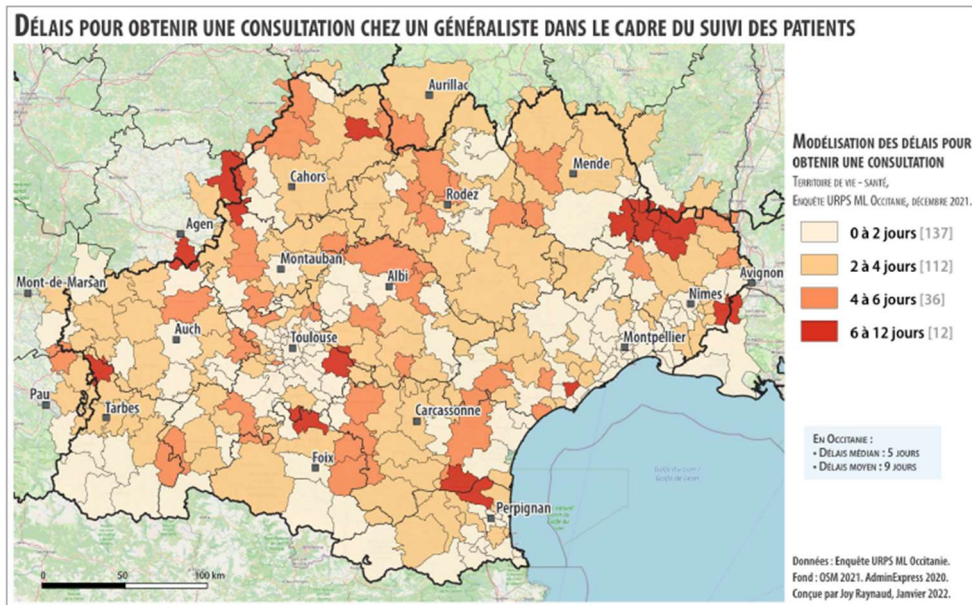 DÉLAIS POUR OBTENIR UNE CONSULTATION CHEZ UN GÉNÉRALISTE DANS LE CADRE DU SUIVI DES PATIENTS
Aurillac
Mende
Cahors
Rodez
Agen
Montauban
Albi
Avignon
Mont-de-Marsan
Nîmes
Auch
Toulouse
Montpellier
Pau
Tarbes
Carcassonne
Foix
Perpignan
0 50 100 km
MODÉLISATION DES DÉLAIS POUR
OBTENIR UNE CONSULTATION
TERRITOIRE DE VIE - SANTÉ,
ENQUÊTE URPS ML OCCITANIE, DÉCEMBRE 2021.
0 à 2 jours [137]
2 à 4 jours [112]
4 à 6 jours [36]
6 à 12 jours [12]
EN OCCITANIE :
• DÉLAIS MÉDIAN : 5 JOURS
• DÉLAIS MOYEN : 9 JOURS
Données : Enquête URPS ML Occitanie.
Fond : OSM 2021. AdminExpress 2020.
Conçue par Joy Raynaud, Janvier 2022.